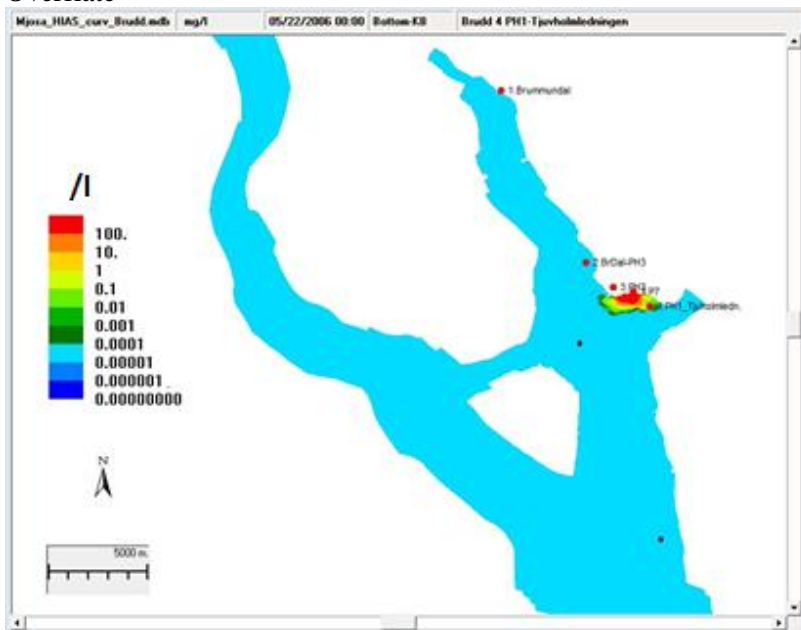 Mjosa_HIAS_curv_Brudd.mdb mg/l 05/22/2006 00:00 Bottom-K8 Brudd 4 PH1-Tjuvholmledningen
1.Brummundal
/l
100.
10.
1
0.1
0.01
0.001
0.0001
0.00001
0.000001
0.00000000
2 BrDal-PH3
N
5000 m.